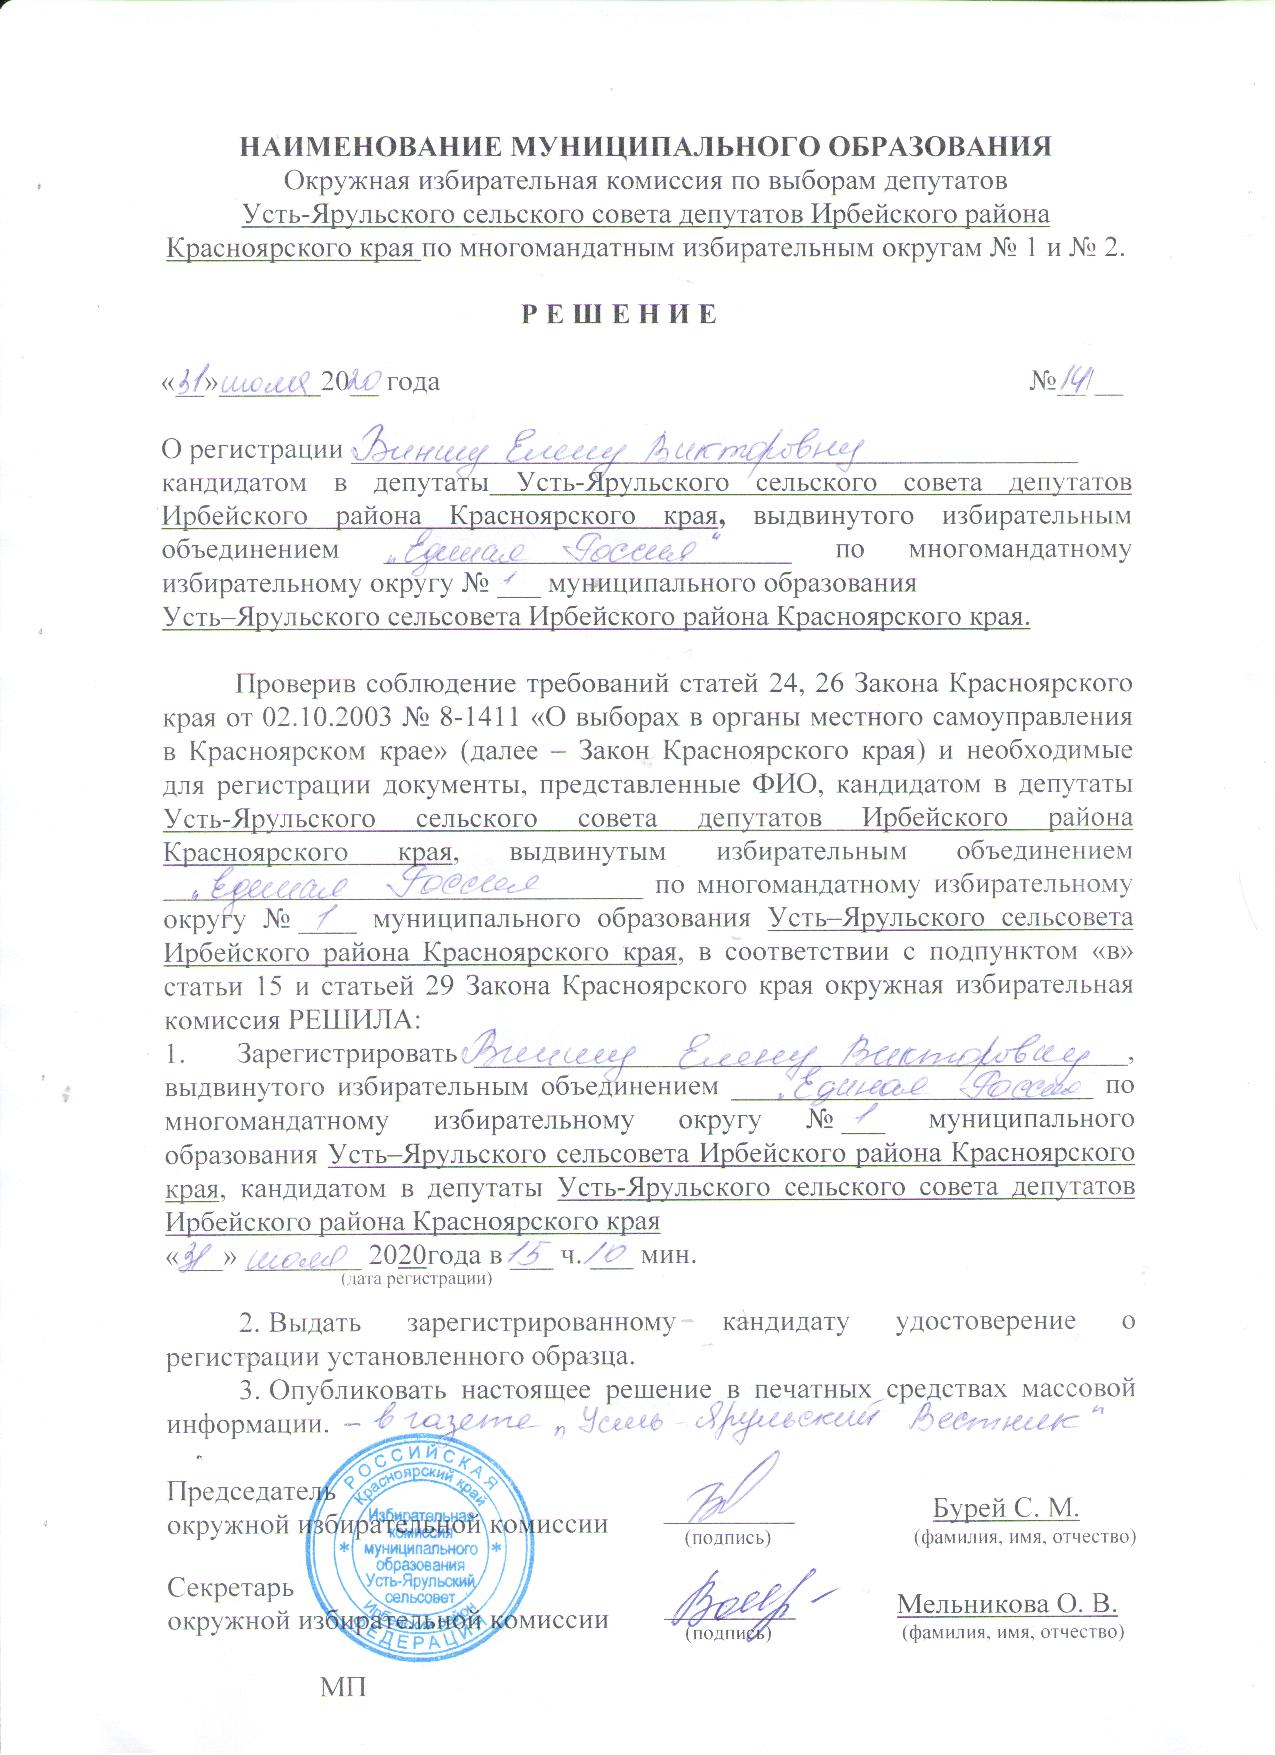 НАИМЕНОВАНИЕ МУНИЦИПАЛЬНОГО ОБРАЗОВАНИЯ
Окружная избирательная комиссия по выборам депутатов
Усть-Ярульского сельского совета депутатов Ирбейского района
Красноярского края по многомандатным избирательным округам № 1 и № 2.
Р Е Ш Е Н И Е
«31» июля 2020 года №14/
О регистрации Елену Викторовну
кандидатом в депутаты Усть-Ярульского сельского совета депутатов
Ирбейского района Красноярского края, выдвинутого избирательным
объединением „Единая Россия" по многомандатному
избирательному округу № 1 муниципального образования
Усть–Ярульского сельсовета Ирбейского района Красноярского края.
Проверив соблюдение требований статей 24, 26 Закона Красноярского
края от 02.10.2003 № 8-1411 «О выборах в органы местного самоуправления
в Красноярском крае» (далее – Закон Красноярского края) и необходимые
для регистрации документы, представленные ФИО, кандидатом в депутаты
Усть-Ярульского сельского совета депутатов Ирбейского района
Красноярского края, выдвинутым избирательным объединением
„Единая Россия по многомандатному избирательному
округу № 1 муниципального образования Усть–Ярульского сельсовета
Ирбейского района Красноярского края, в соответствии с подпунктом «в»
статьи 15 и статьей 29 Закона Красноярского края окружная избирательная
комиссия РЕШИЛА:
1. Зарегистрировать Елену Викторовну,
выдвинутого избирательным объединением „Единая Россия по
многомандатному избирательному округу № 1 муниципального
образования Усть–Ярульского сельсовета Ирбейского района Красноярского
края, кандидатом в депутаты Усть-Ярульского сельского совета депутатов
Ирбейского района Красноярского края
«31» июля 2020года в 15 ч. 10 мин.
(дата регистрации)
2. Выдать зарегистрированному кандидату удостоверение о
регистрации установленного образца.
3. Опубликовать настоящее решение в печатных средствах массовой
информации. – в газете „Усть-Ярульский Вестник"
Председатель
окружной избирательной комиссии Бурей С. М.
(подпись) (фамилия, имя, отчество)
Секретарь
окружной избирательной комиссии Мельникова О. В.
(подпись) (фамилия, имя, отчество)
МП
РОССИЙСКАЯ
Красноярский край
Избирательная
комиссия
муниципального
образования
Усть-Ярульский
сельсовет
Ирбейский район
ФЕДЕРАЦИЯ